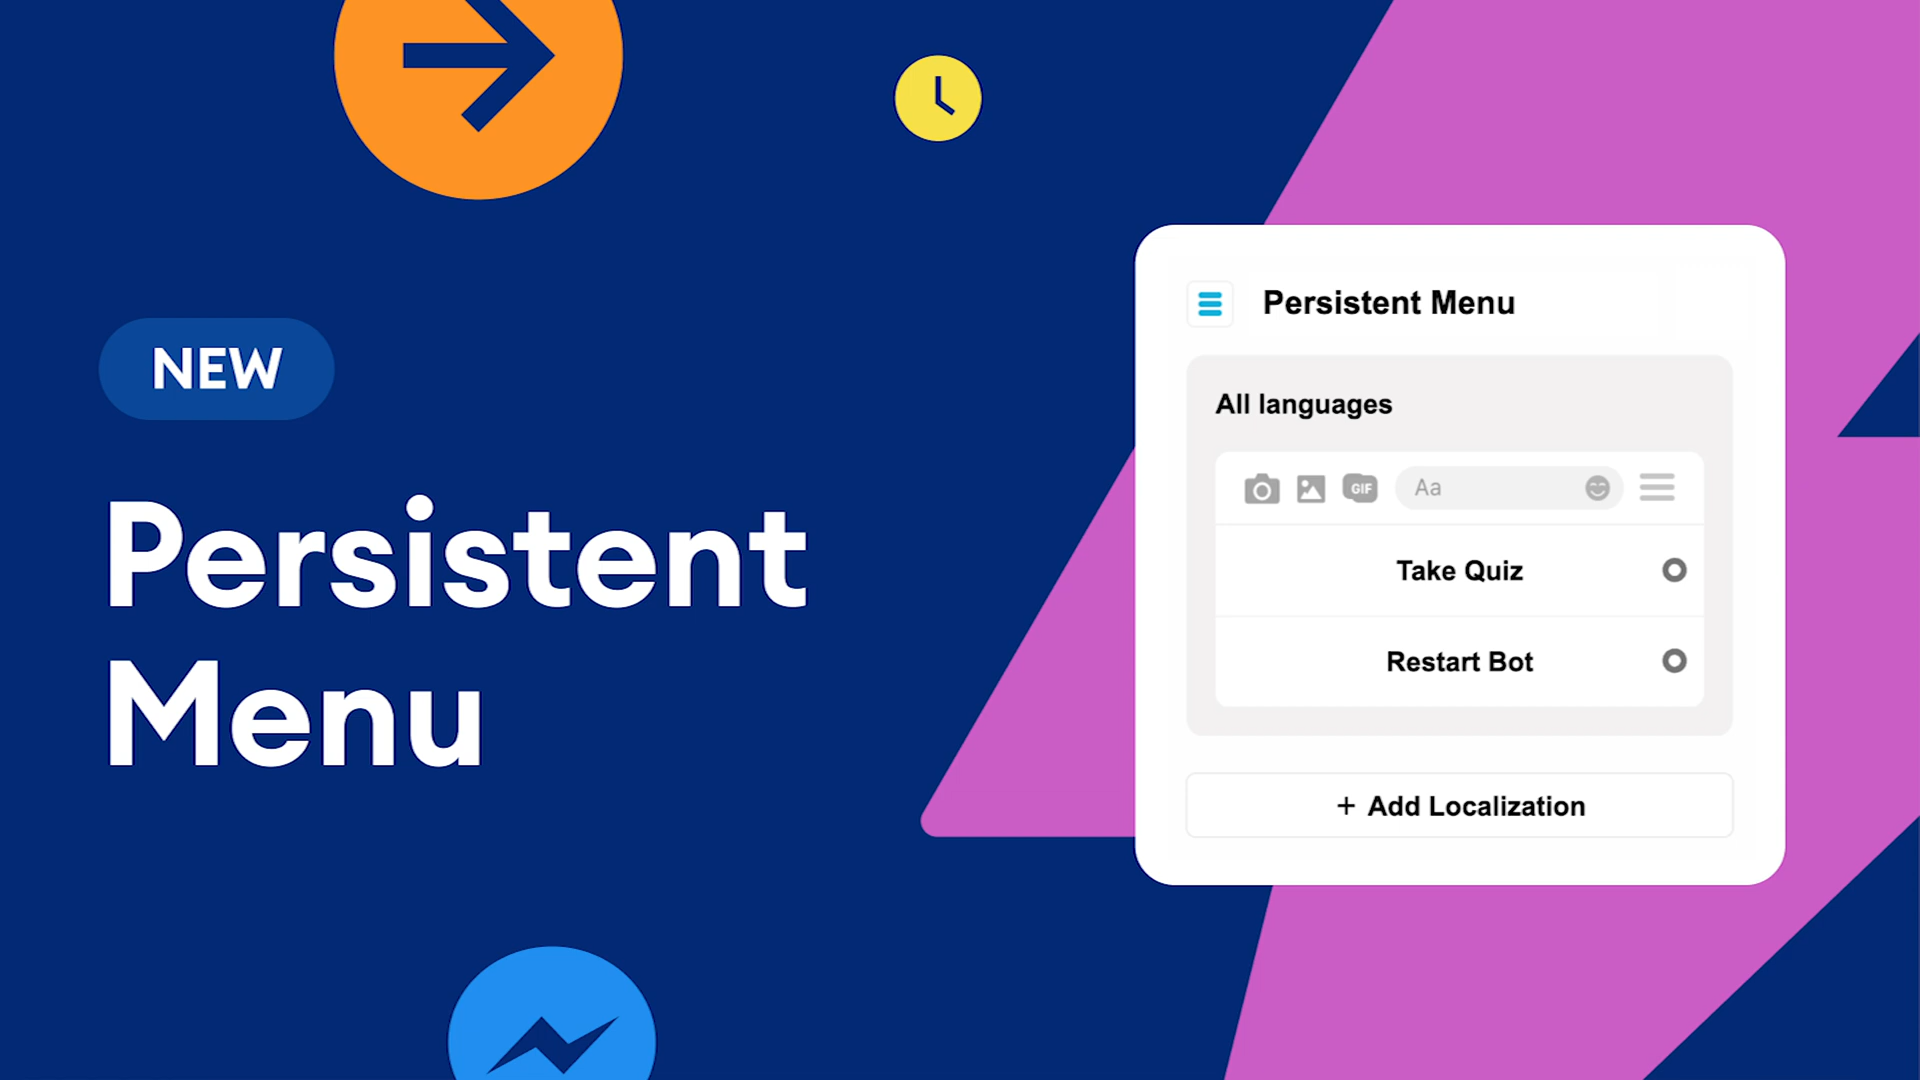 NEW
Persistent
Menu
Persistent Menu
All languages
GIF
Aa
Take Quiz
Restart Bot
+ Add Localization